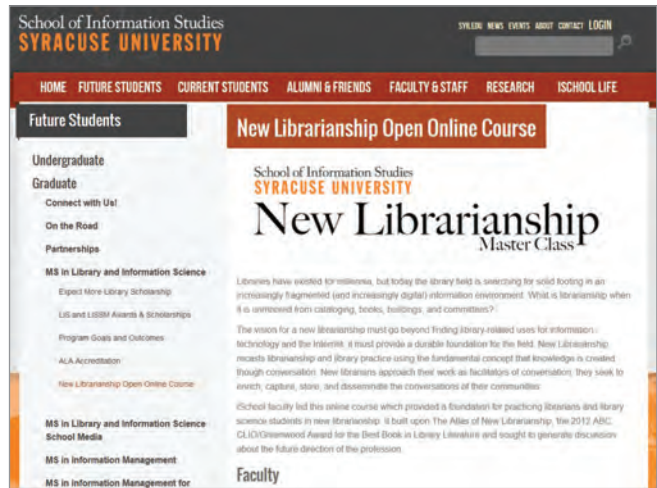 School of Information Studies
SYRACUSE UNIVERSITY
SYR.EDU NEWS EVENTS ABOUT CONTACT LOGIN
HOME FUTURE STUDENTS CURRENT STUDENTS ALUMNI & FRIENDS FACULTY & STAFF RESEARCH ISCHOOL LIFE
Future Students
Undergraduate
Graduate
Connect with Us!
On the Road
Partnerships
MS in Library and Information Science
Expect More Library Scholarship
LIS and LISSM Awards & Scholarships
Program Goals and Outcomes
ALA Accreditation
New Librarianship Open Online Course
MS in Library and Information Science
School Media
MS in Information Management
MS in Information Management for
New Librarianship Open Online Course
School of Information Studies
SYRACUSE UNIVERSITY
New Librarianship
Master Class
Libraries have existed for millennia, but today the library field is searching for solid footing in an
increasingly fragmented (and increasingly digital) information environment. What is librarianship when
it is unmoored from cataloging, books, buildings, and committees?
The vision for a new librarianship must go beyond finding library-related uses for information
technology and the Internet; it must provide a durable foundation for the field. New Librarianship
recasts librarianship and library practice using the fundamental concept that knowledge is created
though conversation. New librarians approach their work as facilitators of conversation; they seek to
enrich, capture, store, and disseminate the conversations of their communities.
iSchool faculty led this online course which provided a foundation for practicing librarians and library
science students in new librarianship. It built upon The Atlas of New Librarianship, the 2012 ABC
CLIO/Greenwood Award for the Best Book in Library Literature and sought to generate discussion
about the future direction of the profession.
Faculty